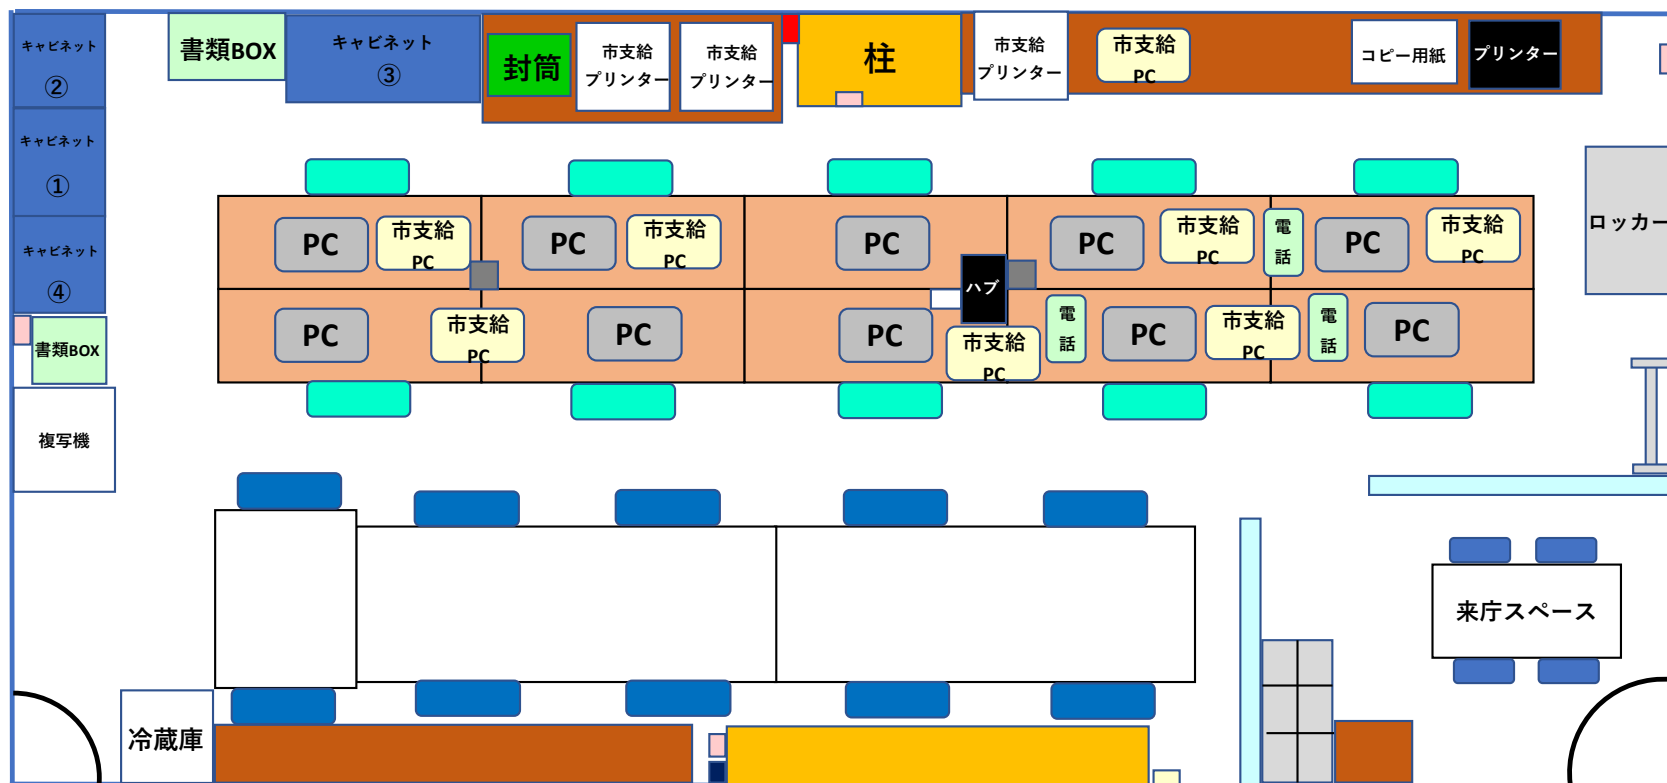 キャビネット
②
書類BOX
キャビネット
③
封筒
市支給
プリンター
市支給
プリンター
柱
市支給
プリンター
市支給
PC
コピー用紙
プリンター
キャビネット
①
キャビネット
④
書類BOX
複写機
PC
市支給
PC
PC
市支給
PC
PC
PC
市支給
PC
電
話
PC
市支給
PC
ロッカー
ハブ
PC
市支給
PC
PC
PC
市支給
PC
電
話
PC
市支給
PC
電
話
PC
来庁スペース
冷蔵庫